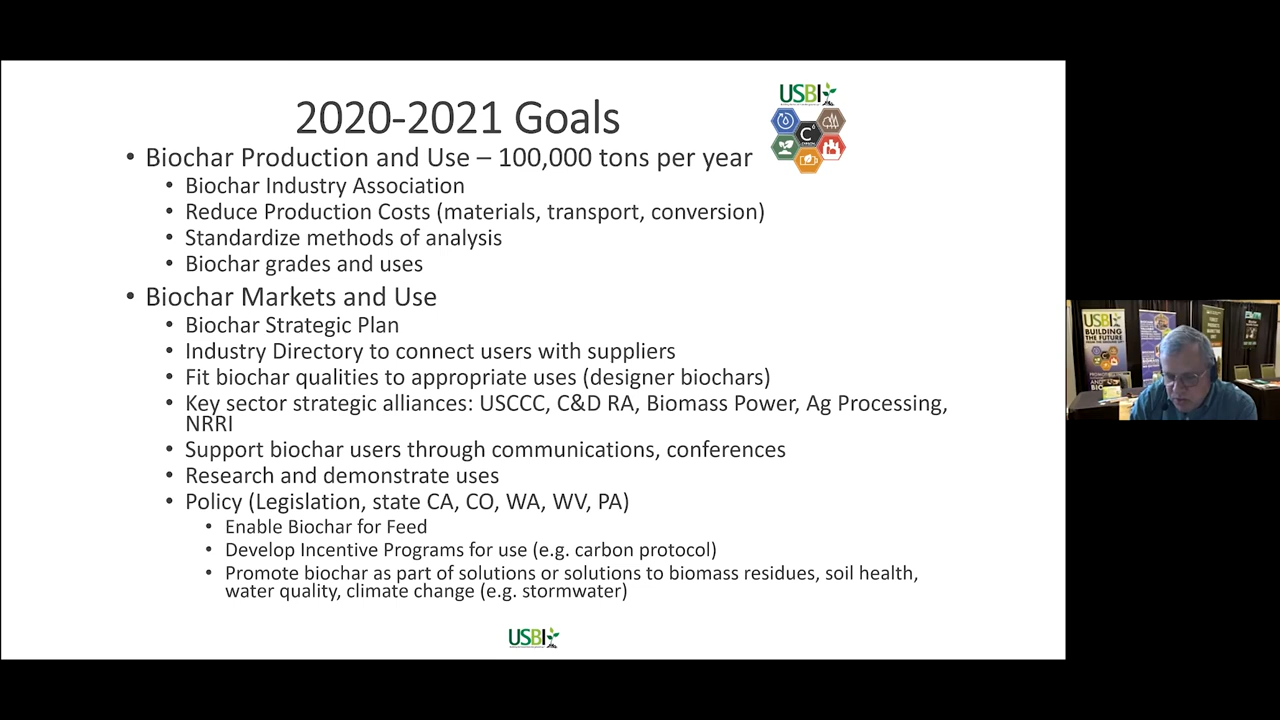 2020-2021 Goals
USBI
C
• Biochar Production and Use – 100,000 tons per year
• Biochar Industry Association
• Reduce Production Costs (materials, transport, conversion)
• Standardize methods of analysis
• Biochar grades and uses
• Biochar Markets and Use
• Biochar Strategic Plan
• Industry Directory to connect users with suppliers
• Fit biochar qualities to appropriate uses (designer biochars)
• Key sector strategic alliances: USCCC, C&D RA, Biomass Power, Ag Processing,
NRRI
• Support biochar users through communications, conferences
• Research and demonstrate uses
• Policy (Legislation, state CA, CO, WA, WV, PA)
• Enable Biochar for Feed
• Develop Incentive Programs for use (e.g. carbon protocol)
• Promote biochar as part of solutions or solutions to biomass residues, soil health,
water quality, climate change (e.g. stormwater)
USBI
USBI
BUILDING
THE FUTURE